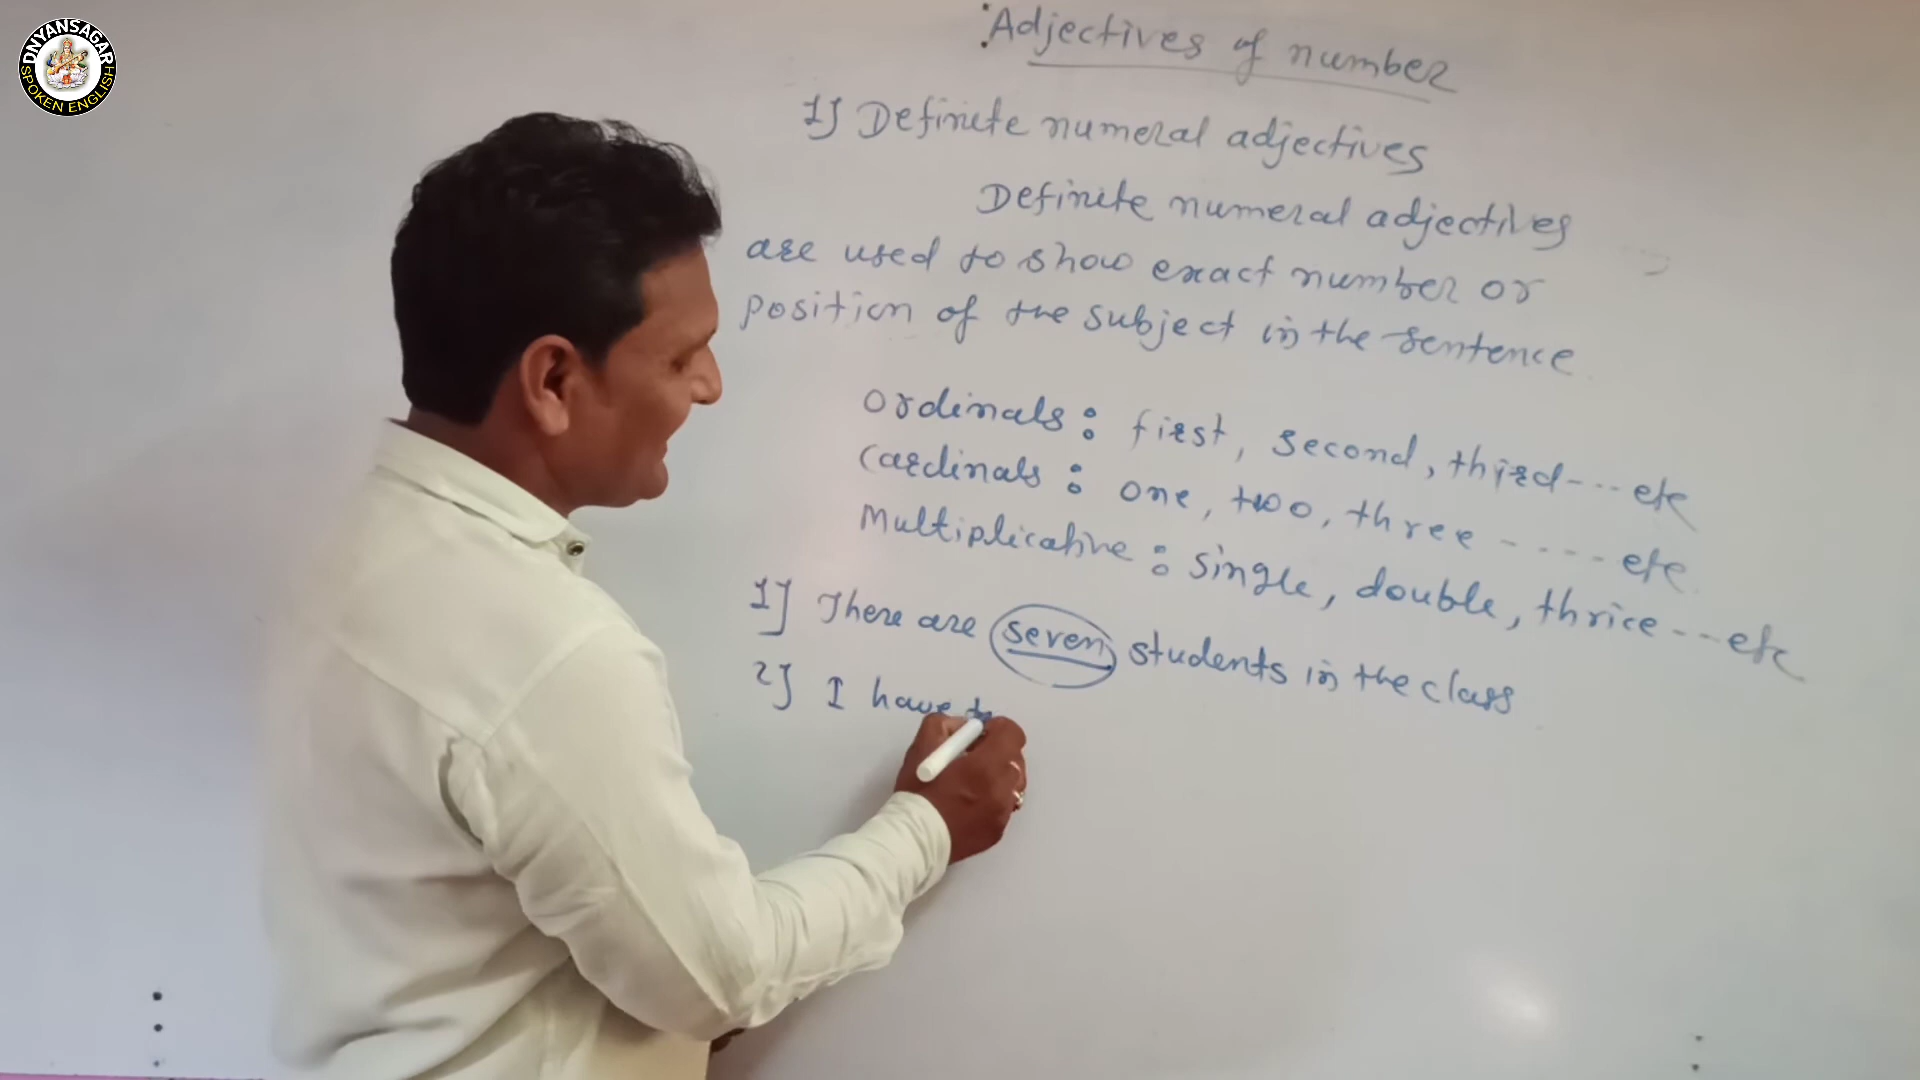 DNYANSAGAR
SPOKEN ENGLISH
Adjectives of number
1] Definite numeral adjectives
Definite numeral adjectives
are used to show exact number or
position of the subject in the sentence
Ordinals : first, second, third---etc
Cardinals : one, two, three ----- etc
Multiplicative : single, double, thrice---etc
1] There are seven students in the class
2] I have